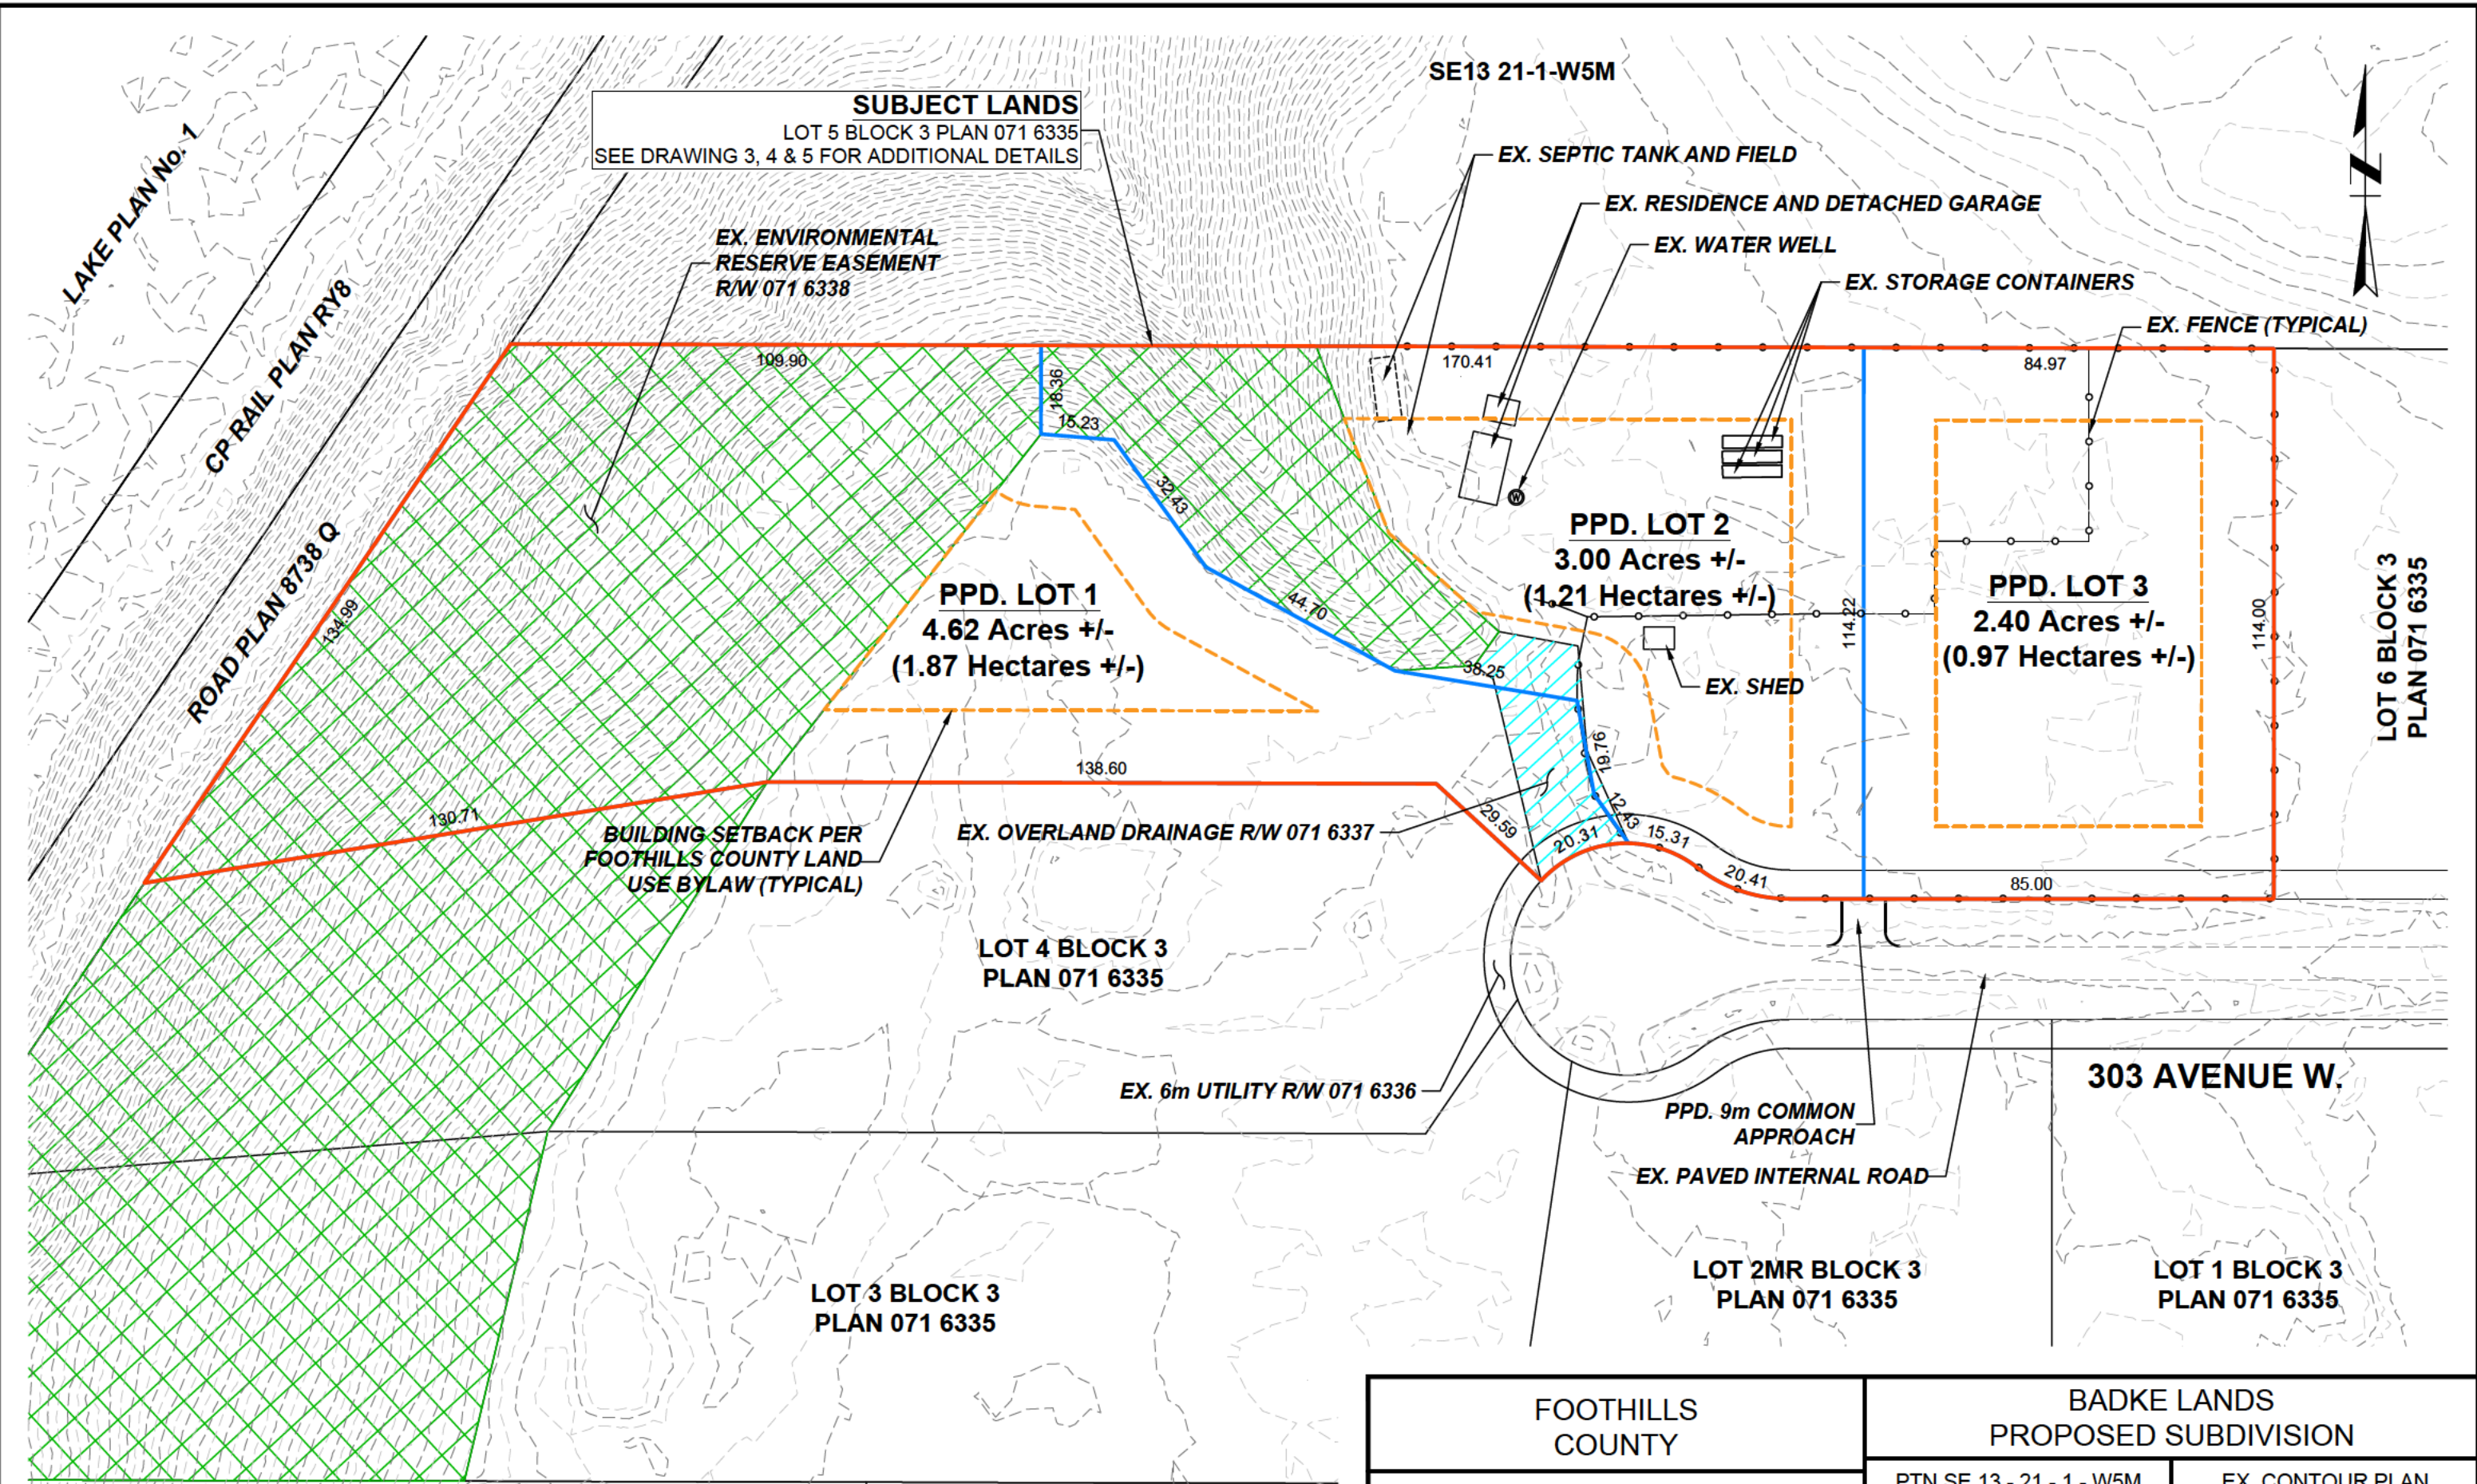 SE13 21-1-W5M
SUBJECT LANDS
LOT 5 BLOCK 3 PLAN 071 6335
SEE DRAWING 3, 4 & 5 FOR ADDITIONAL DETAILS
LAKE PLAN No. 1
CP RAIL PLAN RY8
ROAD PLAN 8738 Q
EX. ENVIRONMENTAL
RESERVE EASEMENT
R/W 071 6338
EX. SEPTIC TANK AND FIELD
EX. RESIDENCE AND DETACHED GARAGE
EX. WATER WELL
EX. STORAGE CONTAINERS
EX. FENCE (TYPICAL)
N
109.90
170.41
84.97
18.36
15.23
32.43
44.70
38.25
19.76
12.43
15.31
20.31
20.41
29.59
85.00
114.22
114.00
134.99
130.71
138.60
W
PPD. LOT 1
4.62 Acres +/-
(1.87 Hectares +/-)
PPD. LOT 2
3.00 Acres +/-
(1.21 Hectares +/-)
PPD. LOT 3
2.40 Acres +/-
(0.97 Hectares +/-)
LOT 6 BLOCK 3
PLAN 071 6335
EX. SHED
BUILDING SETBACK PER
FOOTHILLS COUNTY LAND
USE BYLAW (TYPICAL)
EX. OVERLAND DRAINAGE R/W 071 6337
LOT 4 BLOCK 3
PLAN 071 6335
EX. 6m UTILITY R/W 071 6336
303 AVENUE W.
PPD. 9m COMMON
APPROACH
EX. PAVED INTERNAL ROAD
LOT 3 BLOCK 3
PLAN 071 6335
LOT 2MR BLOCK 3
PLAN 071 6335
LOT 1 BLOCK 3
PLAN 071 6335
FOOTHILLS
COUNTY
BADKE LANDS
PROPOSED SUBDIVISION
PTN SE 13 - 21 - 1 - W5M
EX. CONTOUR PLAN